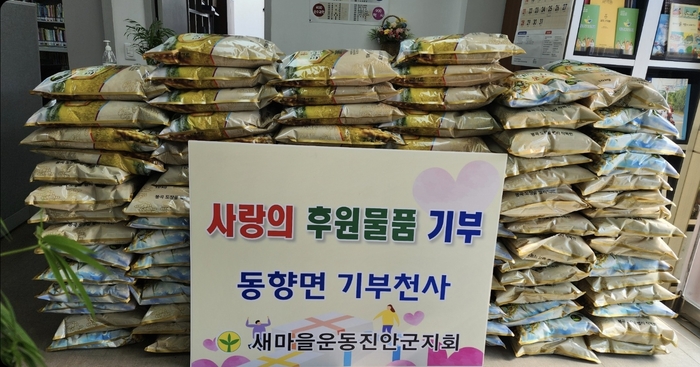 사랑의 후원물품 기부
동향면 기부천사
새마을운동진안군지회